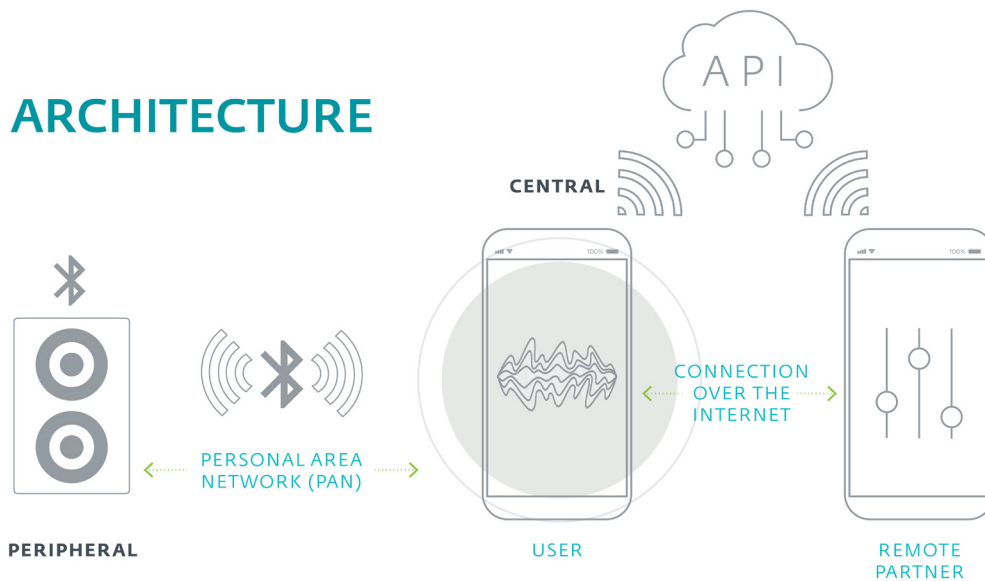 API
ARCHITECTURE
CENTRAL
100%
100%
CONNECTION
OVER THE
INTERNET
PERSONAL AREA
NETWORK (PAN)
PERIPHERAL
USER
REMOTE
PARTNER